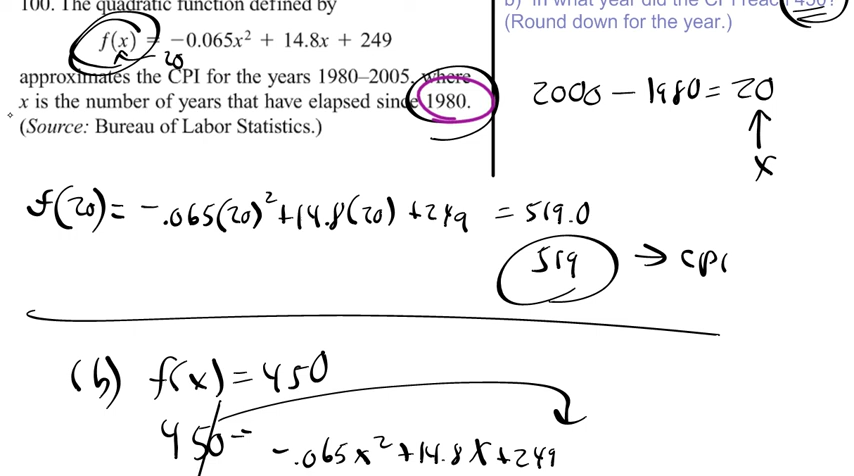 100. The quadratic function defined by
f(x) = −0.065x² + 14.8x + 249
20
approximates the CPI for the years 1980–2005, where
x is the number of years that have elapsed since 1980.
(Source: Bureau of Labor Statistics.)
b) In what year did the CPI reach 450?
(Round down for the year.)
2000 − 1980 = 20
x
f(20) = −.065(20)² + 14.8(20) + 249 = 519.0
519 → CPI
(b) f(x) = 450
450 = −.065x² + 14.8x + 249